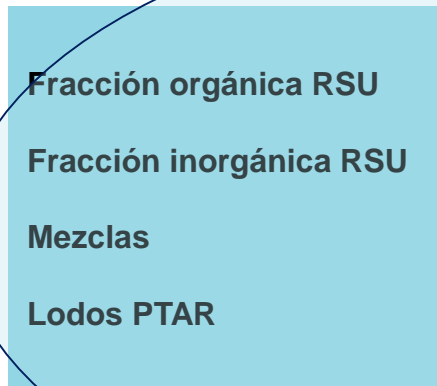 Fracción orgánica RSU
Fracción inorgánica RSU
Mezclas
Lodos PTAR